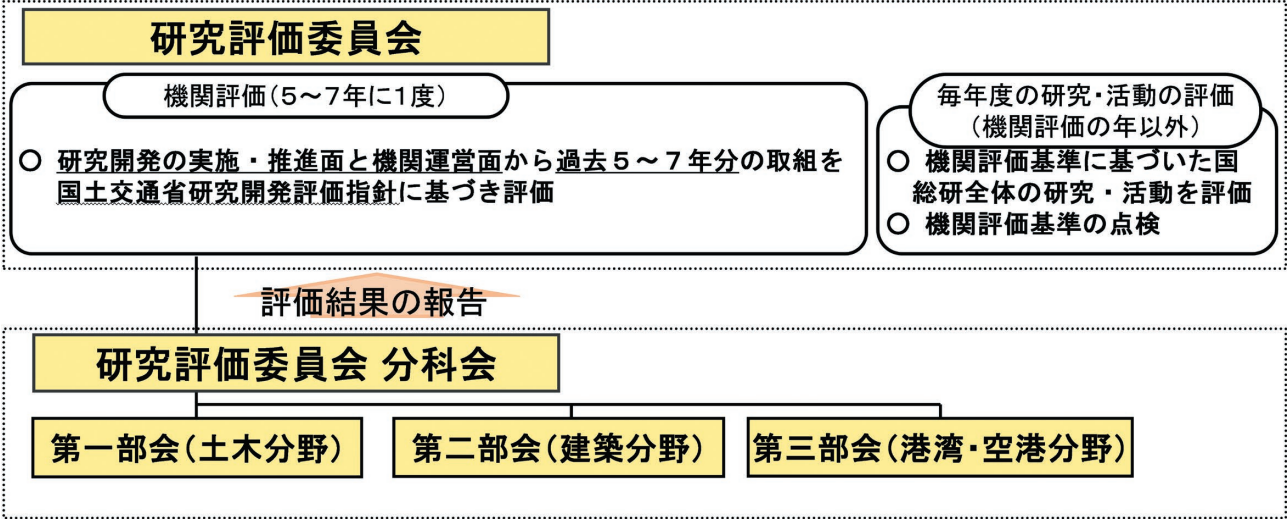 研究評価委員会
機関評価(5～7年に1度)
○ 研究開発の実施・推進面と機関運営面から過去5～7年分の取組を
国土交通省研究開発評価指針に基づき評価
毎年度の研究・活動の評価
(機関評価の年以外)
○ 機関評価基準に基づいた国
総研全体の研究・活動を評価
○ 機関評価基準の点検
評価結果の報告
研究評価委員会 分科会
第一部会(土木分野)
第二部会(建築分野)
第三部会(港湾・空港分野)